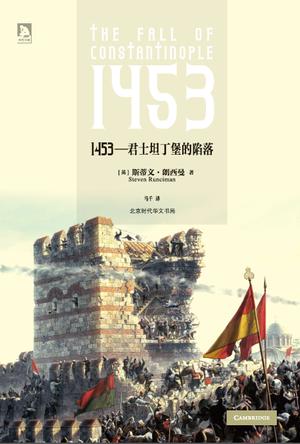 THE FALL OF
CONSTANTINOPLE
1453
1453—君士坦丁堡的陷落
［英］斯蒂文·朗西曼 著
Steven Runciman
马千 译
北京时代华文书局
CAMBRIDGE